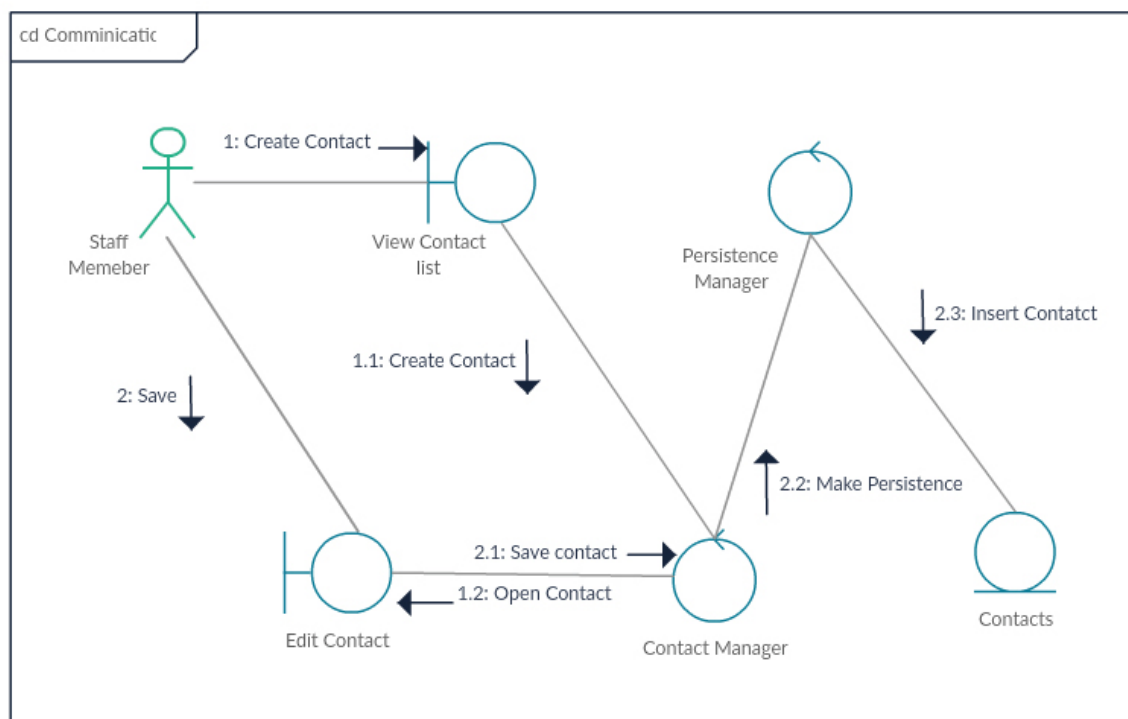 cd Comminicatic
1: Create Contact
Staff
Memeber
View Contact
list
Persistence
Manager
2.3: Insert Contatct
1.1: Create Contact
2: Save
2.2: Make Persistence
2.1: Save contact
1.2: Open Contact
Edit Contact
Contact Manager
Contacts